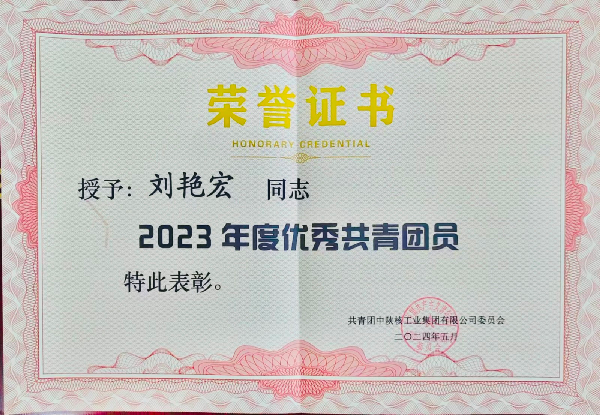 荣誉证书
HONORARY CREDENTIAL
授予：刘艳宏 同志
2023年度优秀共青团员
特此表彰。
共青团中陕核工业集团有限公司委员会
二〇二四年五月